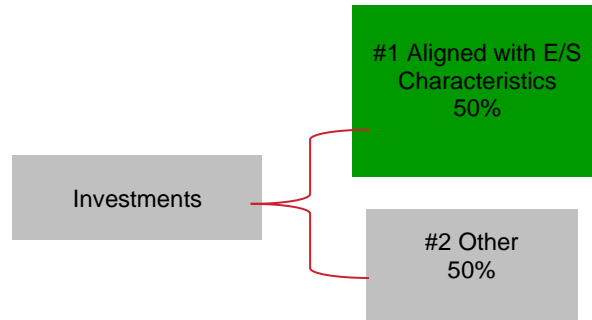 #1 Aligned with E/S
Characteristics
50%
Investments
#2 Other
50%